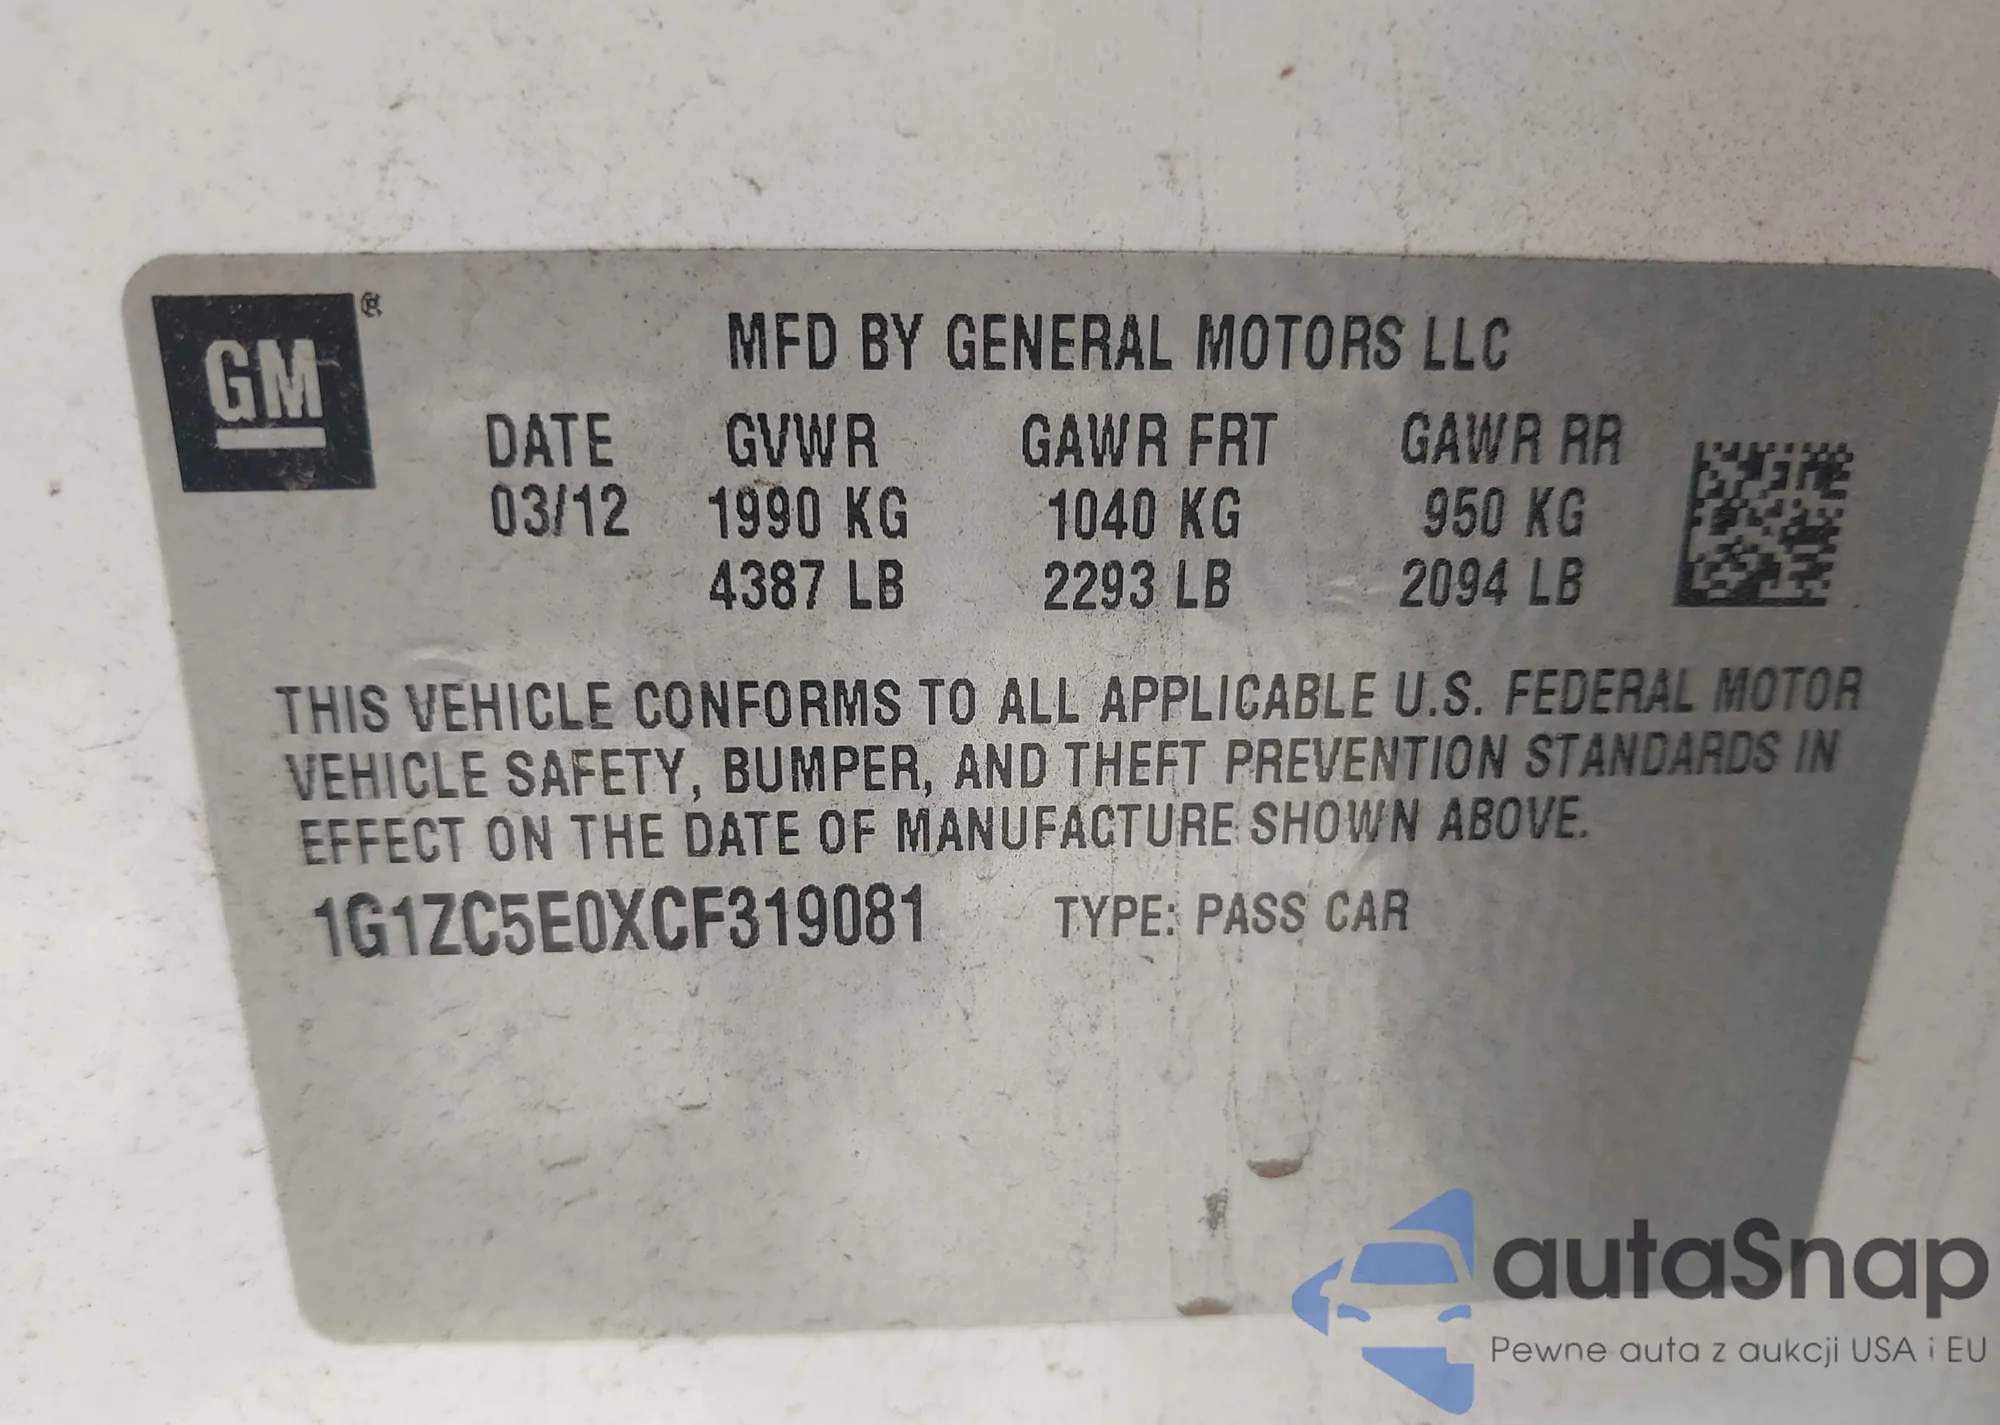 GM ®
MFD BY GENERAL MOTORS LLC
DATE GVWR GAWR FRT GAWR RR
03/12 1990 KG 1040 KG 950 KG
4387 LB 2293 LB 2094 LB
THIS VEHICLE CONFORMS TO ALL APPLICABLE U.S. FEDERAL MOTOR
VEHICLE SAFETY, BUMPER, AND THEFT PREVENTION STANDARDS IN
EFFECT ON THE DATE OF MANUFACTURE SHOWN ABOVE.
1G1ZC5E0XCF319081 TYPE: PASS CAR
autaSnap
Pewne auta z aukcji USA i EU